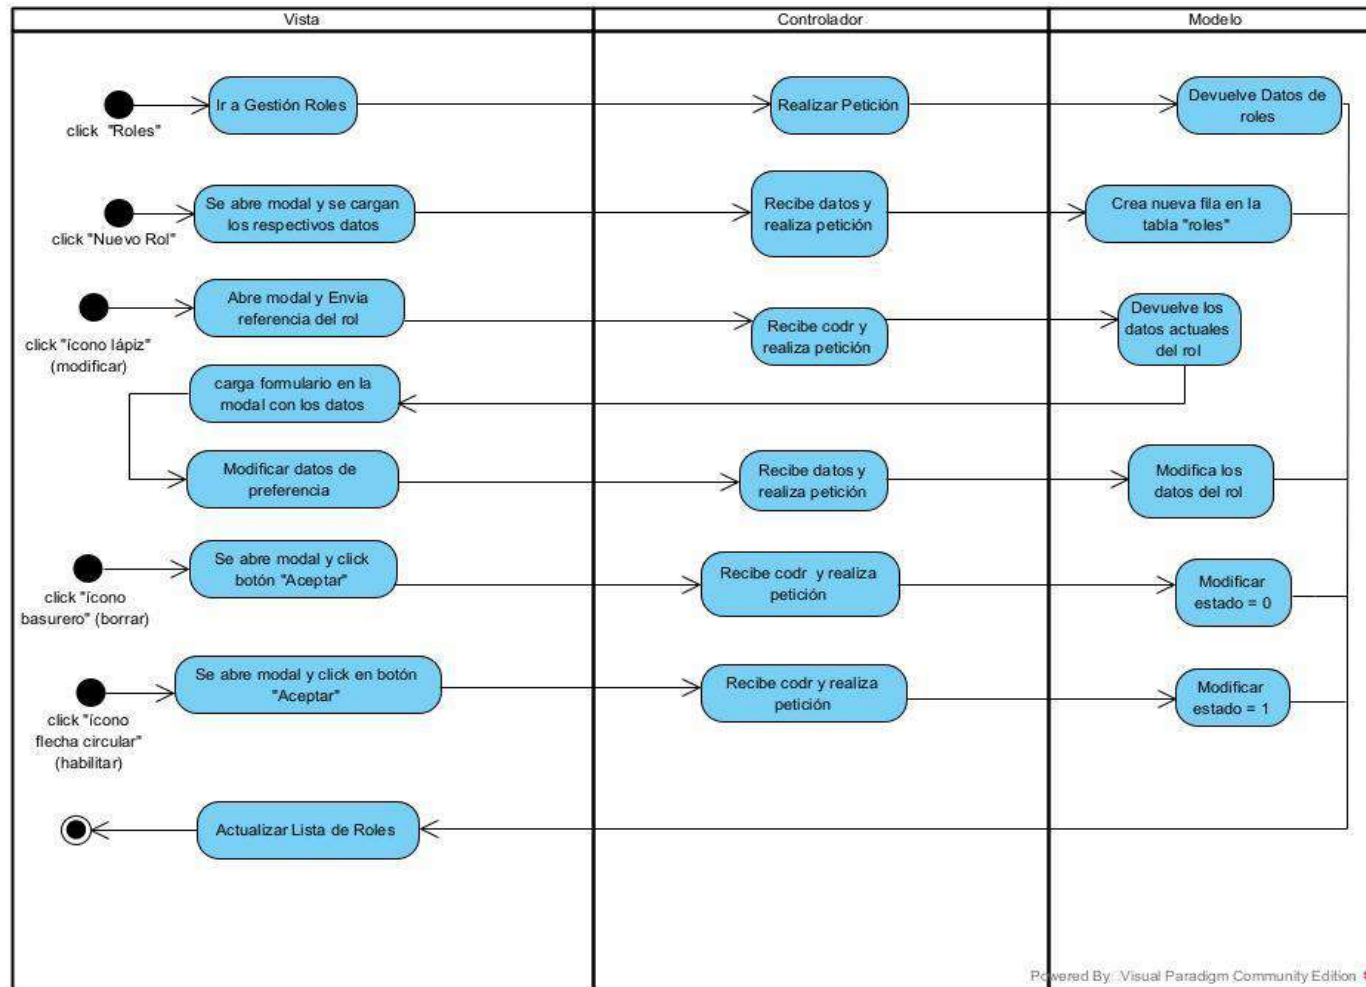 Vista
Controlador
Modelo
click "Roles"
Ir a Gestión Roles
Realizar Petición
Devuelve Datos de
roles
click "Nuevo Rol"
Se abre modal y se cargan
los respectivos datos
Recibe datos y
realiza petición
Crea nueva fila en la
tabla "roles"
click "ícono lápiz"
(modificar)
Abre modal y Envia
referencia del rol
Recibe codr y
realiza petición
Devuelve los
datos actuales
del rol
carga formulario en la
modal con los datos
Modificar datos de
preferencia
Recibe datos y
realiza petición
Modifica los
datos del rol
click "ícono
basurero" (borrar)
Se abre modal y click
botón "Aceptar"
Recibe codr y realiza
petición
Modificar
estado = 0
click "ícono
flecha circular"
(habilitar)
Se abre modal y click en botón
"Aceptar"
Recibe codr y realiza
petición
Modificar
estado = 1
Actualizar Lista de Roles
Powered By Visual Paradigm Community Edition